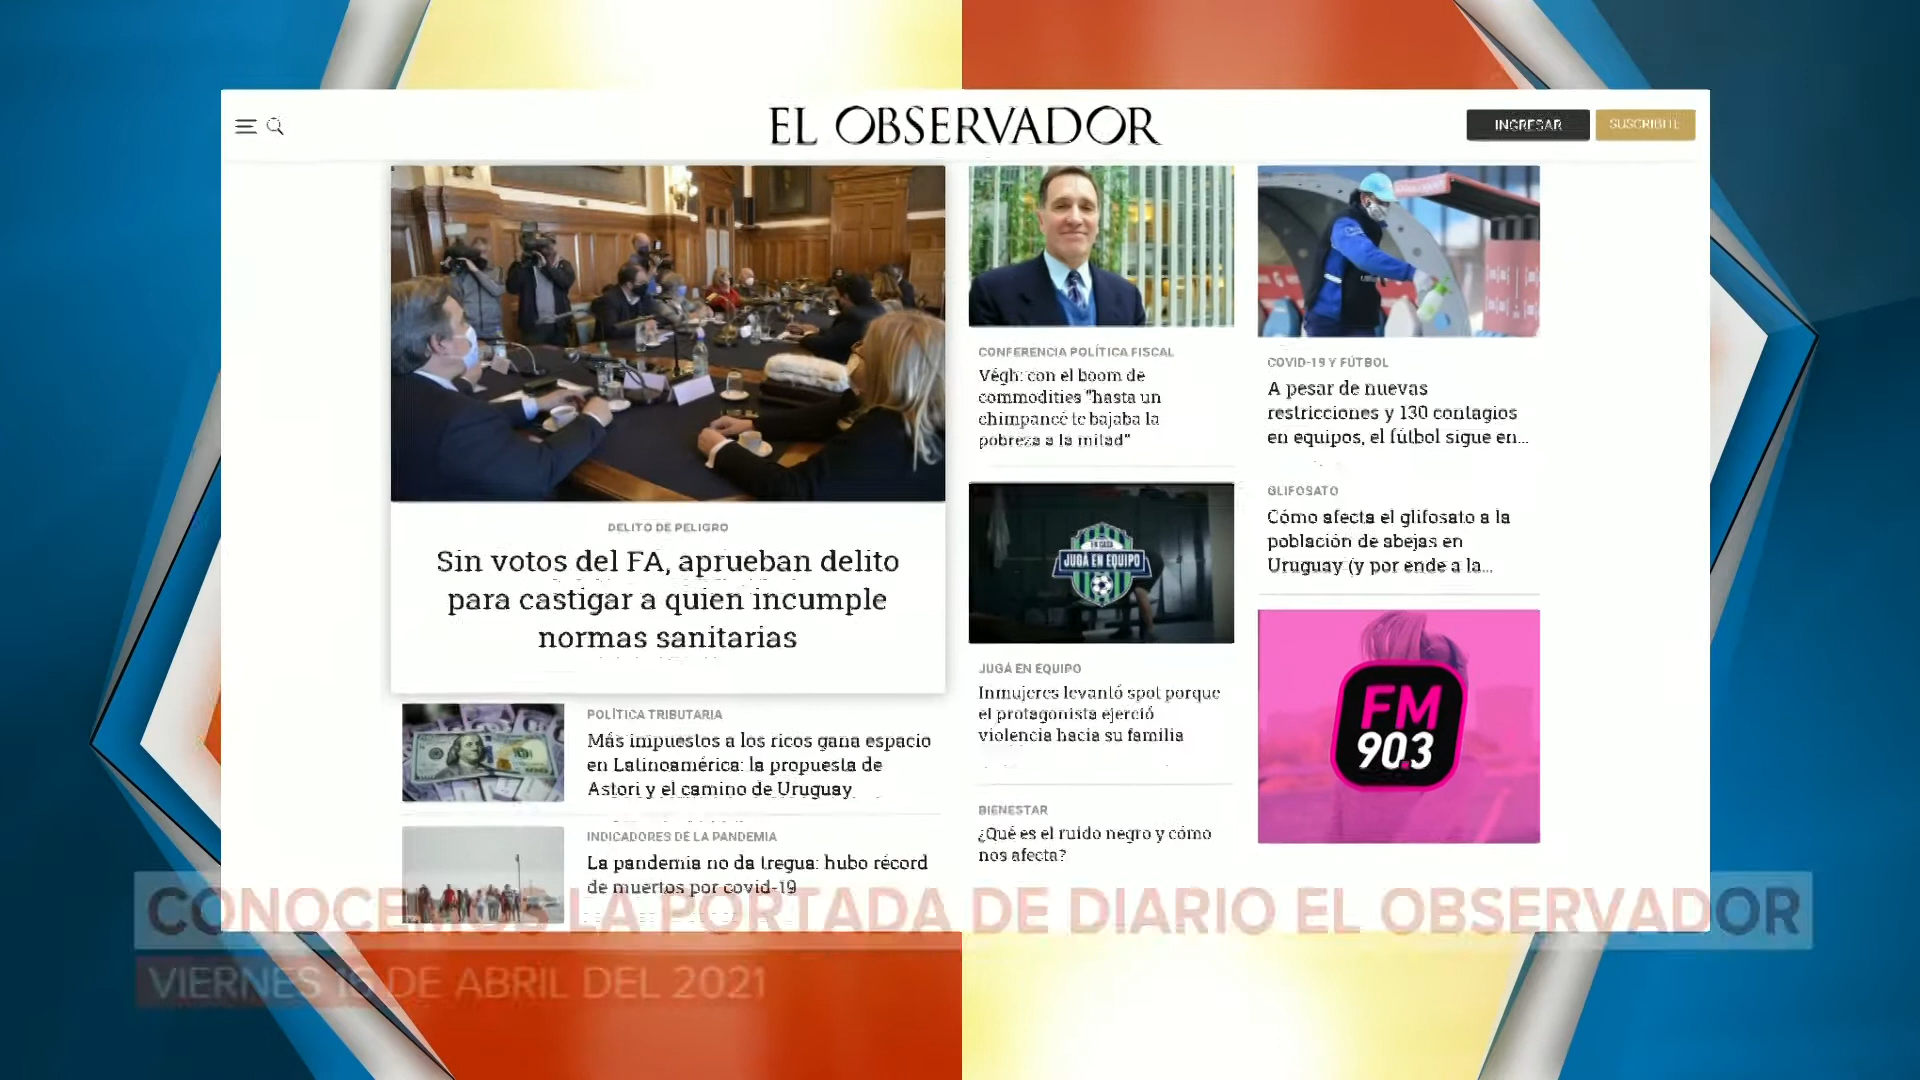 EL OBSERVADOR
INGRESAR
SUSCRIBITE
DELITO DE PELIGRO
Sin votos del FA, aprueban delito
para castigar a quien incumple
normas sanitarias
POLÍTICA TRIBUTARIA
Más impuestos a los ricos gana espacio
en Latinoamérica: la propuesta de
Astori y el camino de Uruguay
INDICADORES DE LA PANDEMIA
La pandemia no da tregua: hubo récord
de muertos por covid-19
CONFERENCIA POLÍTICA FISCAL
Végh: con el boom de
commodities "hasta un
chimpancé te bajaba la
pobreza a la mitad"
EN CADA
JUGÁ EN EQUIPO
JUGÁ EN EQUIPO
Inmujeres levantó spot porque
el protagonista ejerció
violencia hacia su familia
BIENESTAR
¿Qué es el ruido negro y cómo
nos afecta?
COVID-19 Y FÚTBOL
A pesar de nuevas
restricciones y 130 contagios
en equipos, el fútbol sigue en...
GLIFOSATO
Cómo afecta el glifosato a la
población de abejas en
Uruguay (y por ende a la...
FM
90.3
CONOCEMOS LA PORTADA DE DIARIO EL OBSERVADOR
VIERNES 16 DE ABRIL DEL 2021